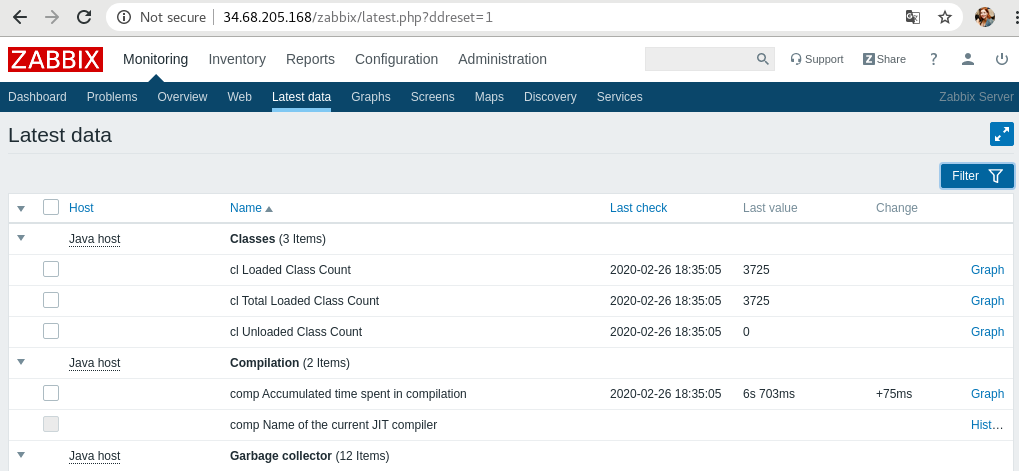 Not secure | 34.68.205.168/zabbix/latest.php?ddreset=1
ZABBIX Monitoring Inventory Reports Configuration Administration Support Z Share ?
Dashboard Problems Overview Web Latest data Graphs Screens Maps Discovery Services Zabbix Server
Latest data
Filter
Host Name Last check Last value Change
Java host Classes (3 Items)
cl Loaded Class Count 2020-02-26 18:35:05 3725 Graph
cl Total Loaded Class Count 2020-02-26 18:35:05 3725 Graph
cl Unloaded Class Count 2020-02-26 18:35:05 0 Graph
Java host Compilation (2 Items)
comp Accumulated time spent in compilation 2020-02-26 18:35:05 6s 703ms +75ms Graph
comp Name of the current JIT compiler Hist…
Java host Garbage collector (12 Items)